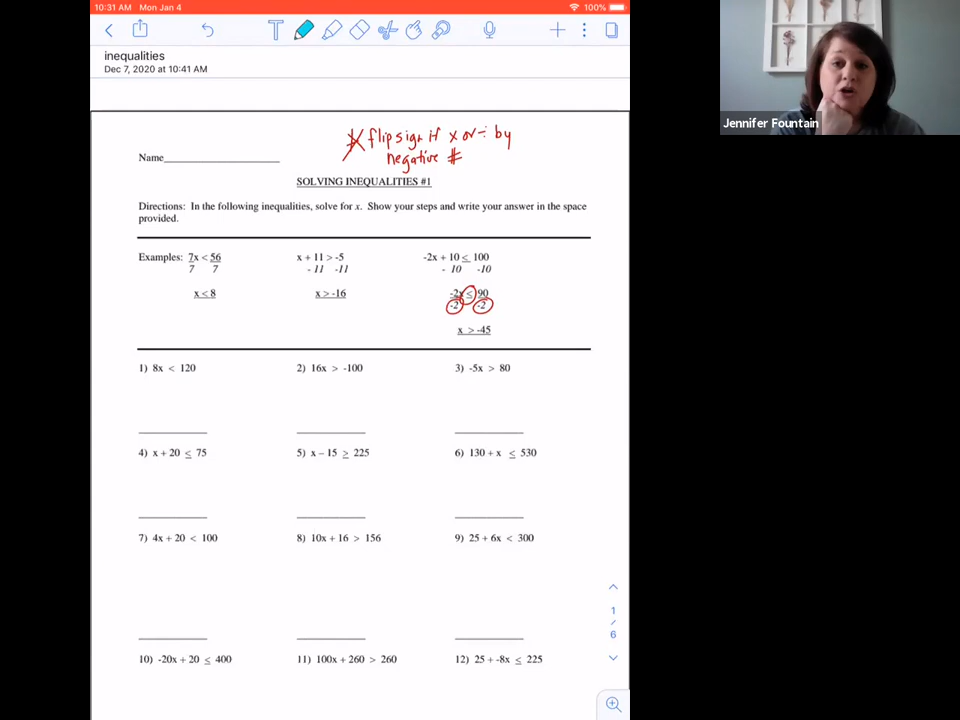 10:31 AM Mon Jan 4
100%
inequalities
Dec 7, 2020 at 10:41 AM
Jennifer Fountain
flip sign if x or ÷ by
negative #
Name
SOLVING INEQUALITIES #1
Directions: In the following inequalities, solve for x. Show your steps and write your answer in the space
provided.
Examples: 7x < 56 x + 11 > -5 -2x + 10 ≤ 100
7 7 - 11 -11 - 10 -10
x < 8 x > -16 -2x ≤ 90
-2 -2
x > -45
1) 8x < 120 2) 16x > -100 3) -5x > 80
4) x + 20 ≤ 75 5) x – 15 ≥ 225 6) 130 + x ≤ 530
7) 4x + 20 < 100 8) 10x + 16 > 156 9) 25 + 6x < 300
1
/
6
10) -20x + 20 ≤ 400 11) 100x + 260 > 260 12) 25 + -8x ≤ 225